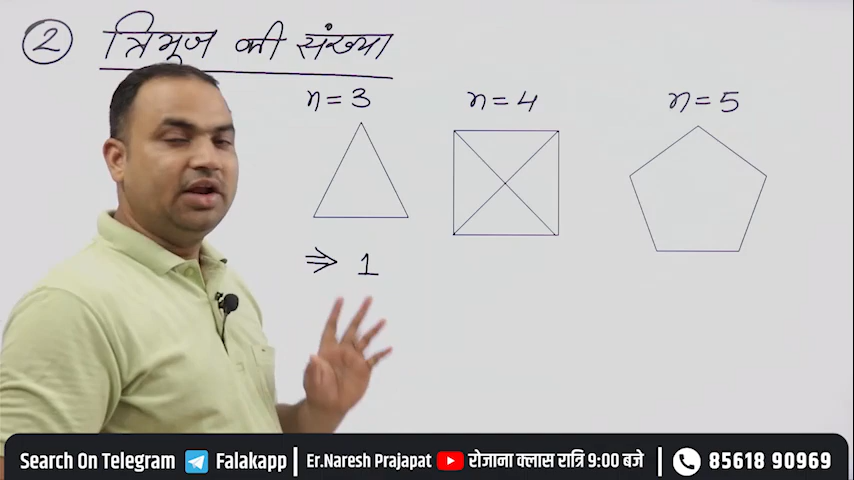 2 त्रिभूज की संख्या
n = 3 n = 4 n = 5
⇒ 1
Search On Telegram Falakapp | Er.Naresh Prajapat रोजाना क्लास रात्रि 9:00 बजे | 85618 90969